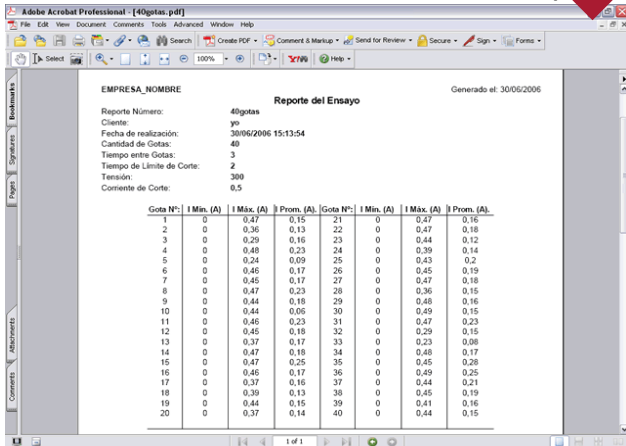 Adobe Acrobat Professional - [40gotas.pdf]
File Edit View Document Comments Tools Advanced Window Help
Search Create PDF Comment & Markup Send for Review Secure Sign Forms
Select 100% Y! Help
Bookmarks
Signatures
Pages
Attachments
Comments
EMPRESA_NOMBRE Generado el: 30/06/2006
Reporte del Ensayo
Reporte Número: 40gotas
Cliente: yo
Fecha de realización: 30/06/2006 15:13:54
Cantidad de Gotas: 40
Tiempo entre Gotas: 3
Tiempo de Límite de Corte: 2
Tensión: 300
Corriente de Corte: 0,5
Gota Nº: I Mín. (A) I Máx. (A) I Prom. (A). Gota Nº: I Mín. (A) I Máx. (A) I Prom. (A).
1 0 0,47 0,15 21 0 0,47 0,16
2 0 0,36 0,13 22 0 0,47 0,18
3 0 0,29 0,16 23 0 0,44 0,12
4 0 0,48 0,23 24 0 0,39 0,14
5 0 0,24 0,09 25 0 0,43 0,2
6 0 0,46 0,17 26 0 0,45 0,19
7 0 0,45 0,17 27 0 0,47 0,18
8 0 0,47 0,23 28 0 0,36 0,15
9 0 0,44 0,18 29 0 0,48 0,16
10 0 0,44 0,06 30 0 0,49 0,15
11 0 0,46 0,23 31 0 0,47 0,23
12 0 0,45 0,18 32 0 0,29 0,15
13 0 0,37 0,17 33 0 0,23 0,08
14 0 0,47 0,18 34 0 0,48 0,17
15 0 0,47 0,25 35 0 0,45 0,28
16 0 0,46 0,17 36 0 0,49 0,25
17 0 0,37 0,16 37 0 0,44 0,21
18 0 0,39 0,13 38 0 0,45 0,19
19 0 0,44 0,15 39 0 0,41 0,16
20 0 0,37 0,14 40 0 0,44 0,15
1 of 1